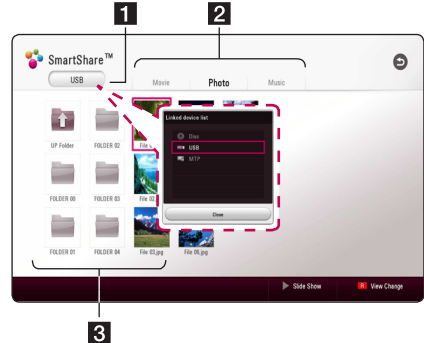 1
2
SmartShare™
USB
Movie
Photo
Music
Linked device list
Disc
USB
MTP
Close
UP Folder
FOLDER 02
FOLDER 00
FOLDER 03
File 02
FOLDER 01
FOLDER 04
File 03.jpg
File 06.jpg
Slide Show
R View Change
3